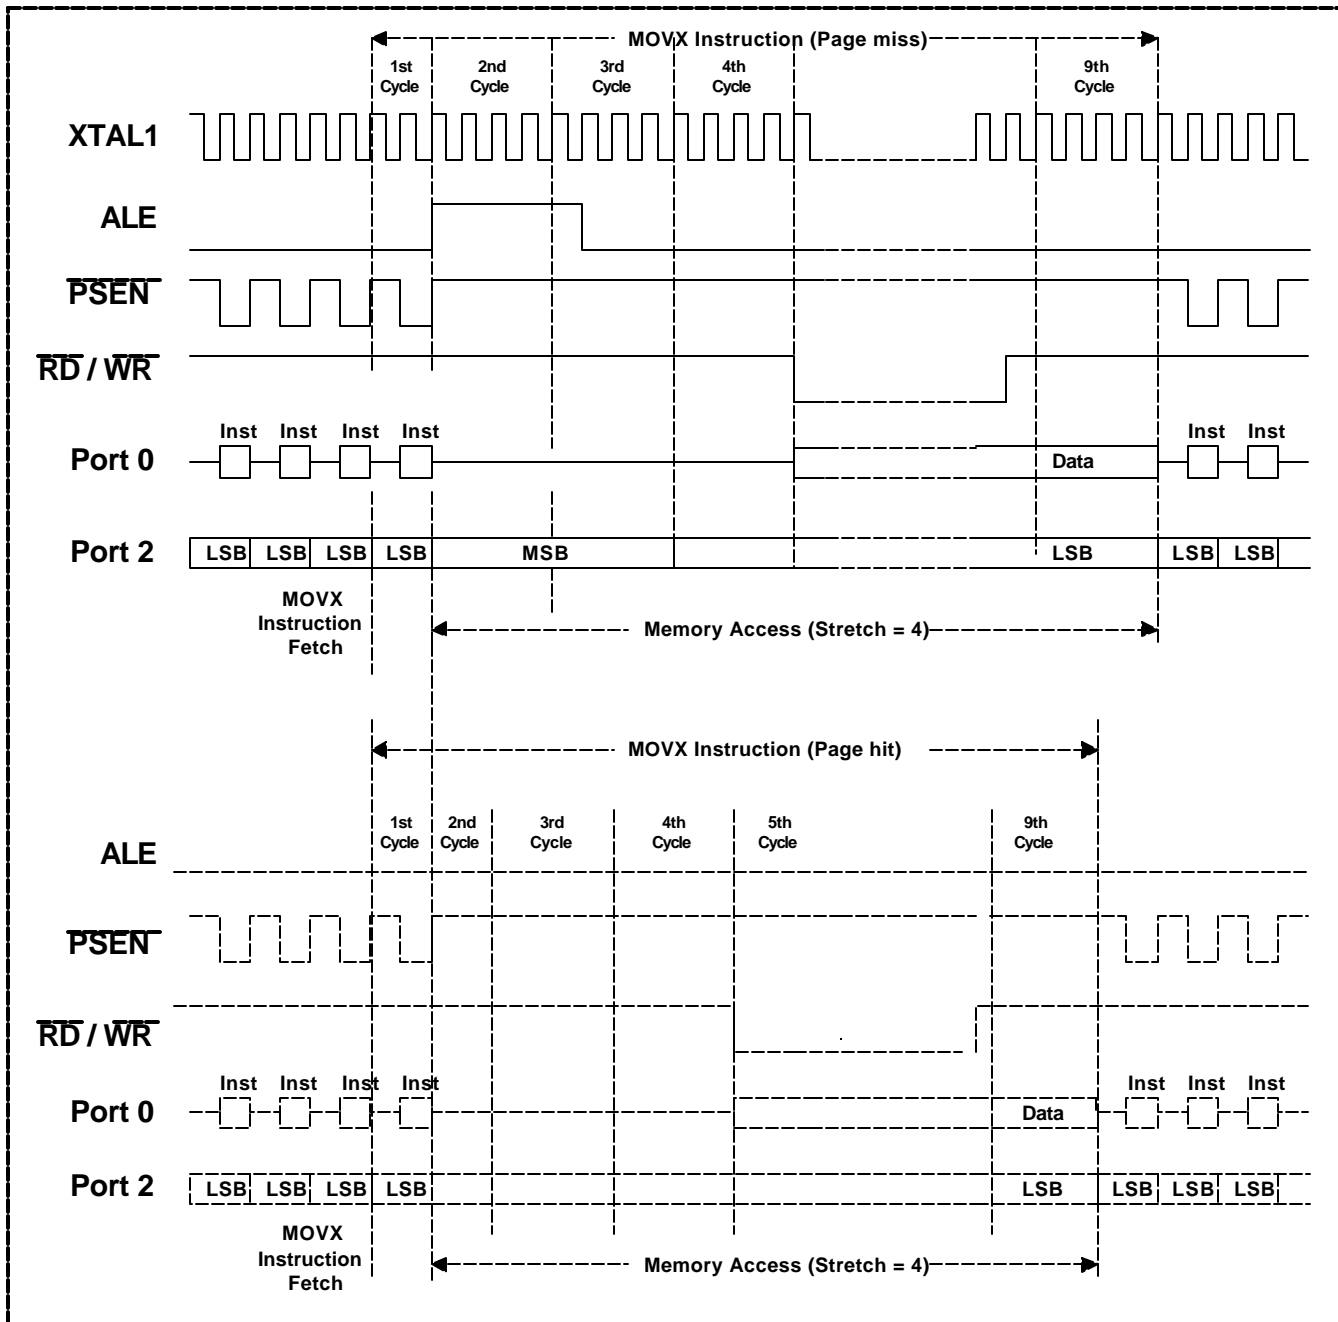 MOVX Instruction (Page miss)
1st Cycle
2nd Cycle
3rd Cycle
4th Cycle
9th Cycle
XTAL1
ALE
PSEN
RD / WR
Inst Inst Inst Inst Inst Inst
Port 0
Data
Port 2
LSB LSB LSB LSB MSB LSB LSB LSB
MOVX
Instruction
Fetch
Memory Access (Stretch = 4)
MOVX Instruction (Page hit)
1st Cycle
2nd Cycle
3rd Cycle
4th Cycle
5th Cycle
9th Cycle
ALE
PSEN
RD / WR
Inst Inst Inst Inst Inst Inst Inst
Port 0
Data
Port 2
LSB LSB LSB LSB LSB LSB LSB LSB
MOVX
Instruction
Fetch
Memory Access (Stretch = 4)